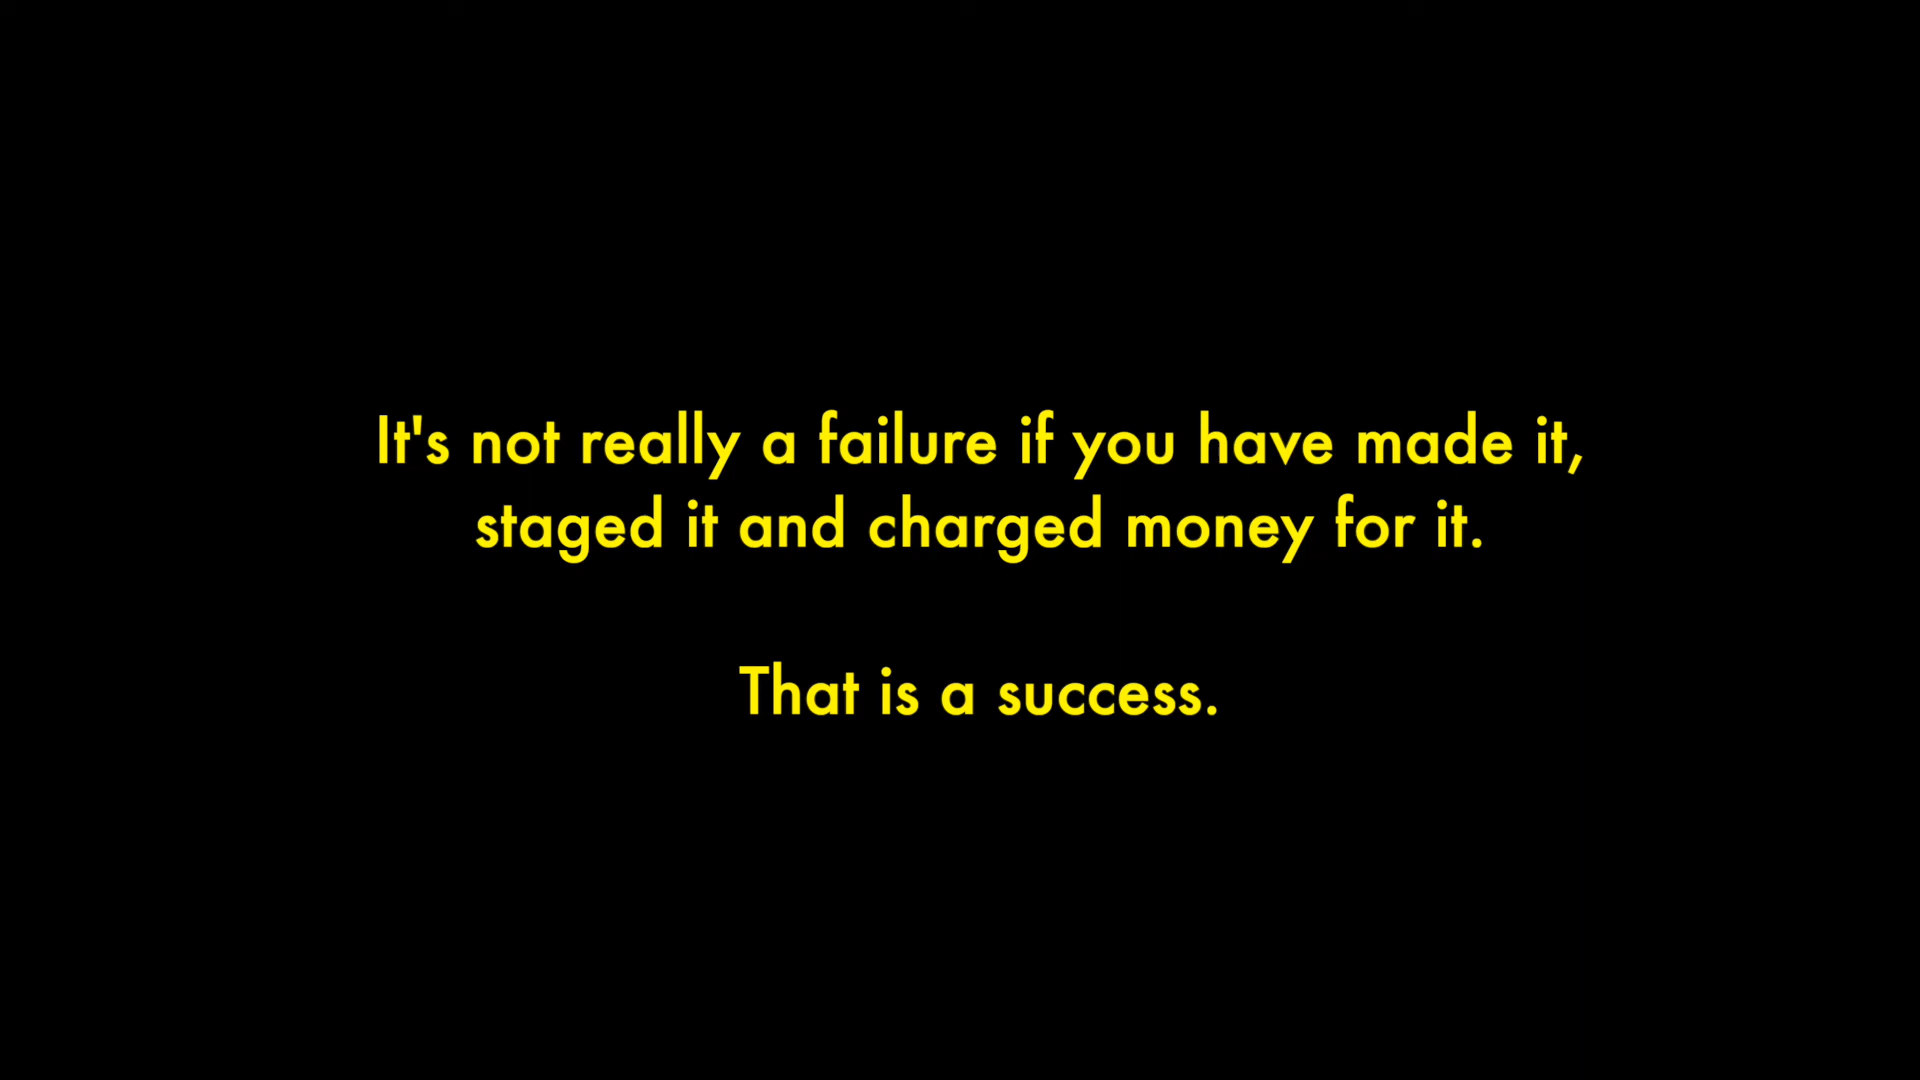 It's not really a failure if you have made it,
staged it and charged money for it.
That is a success.